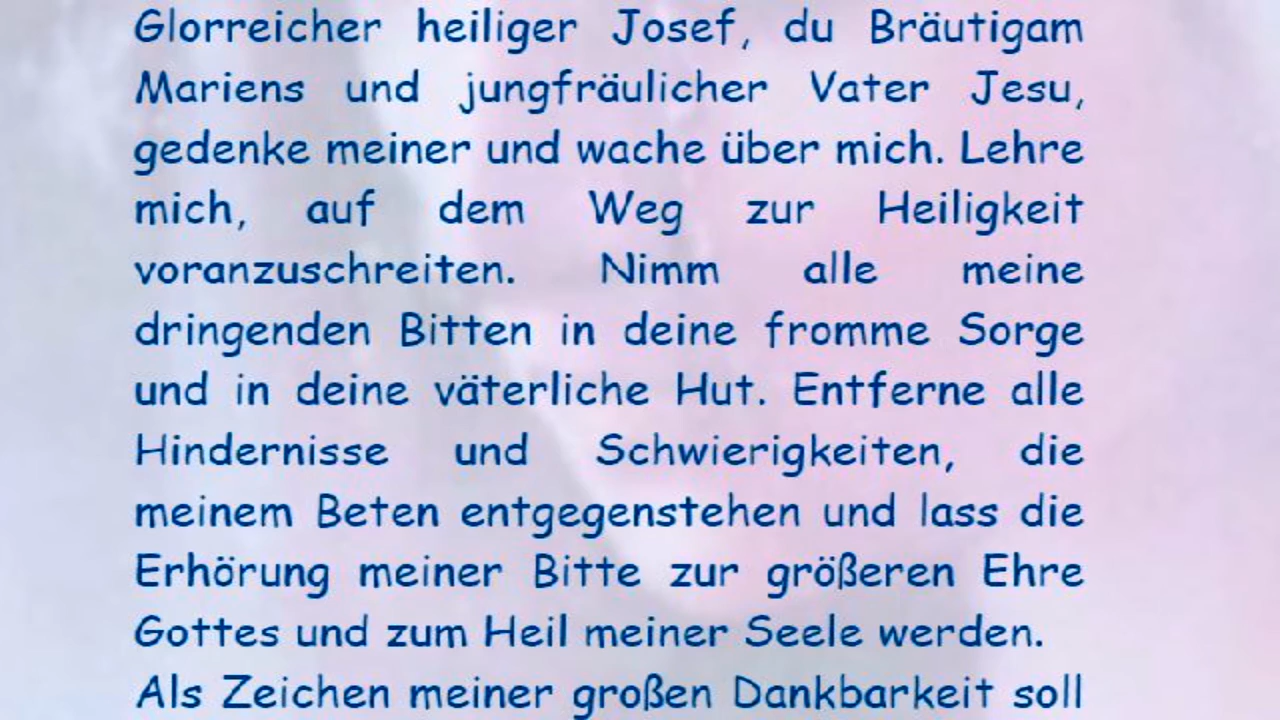 Glorreicher heiliger Josef, du Bräutigam
Mariens und jungfräulicher Vater Jesu,
gedenke meiner und wache über mich. Lehre
mich, auf dem Weg zur Heiligkeit
voranzuschreiten. Nimm alle meine
dringenden Bitten in deine fromme Sorge
und in deine väterliche Hut. Entferne alle
Hindernisse und Schwierigkeiten, die
meinem Beten entgegenstehen und lass die
Erhörung meiner Bitte zur größeren Ehre
Gottes und zum Heil meiner Seele werden.
Als Zeichen meiner großen Dankbarkeit soll